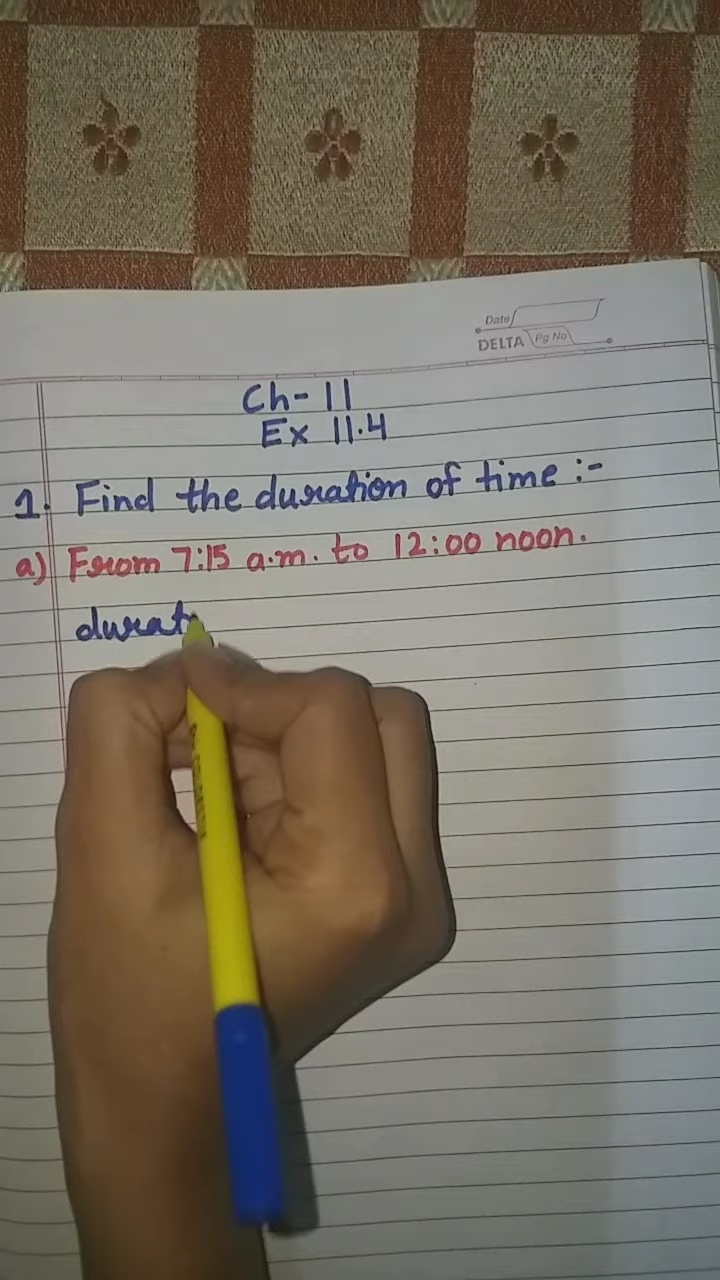 Date
DELTA Pg No
Ch- 11
Ex 11.4
1. Find the duration of time :-
a) From 7:15 a.m. to 12:00 noon.
durat